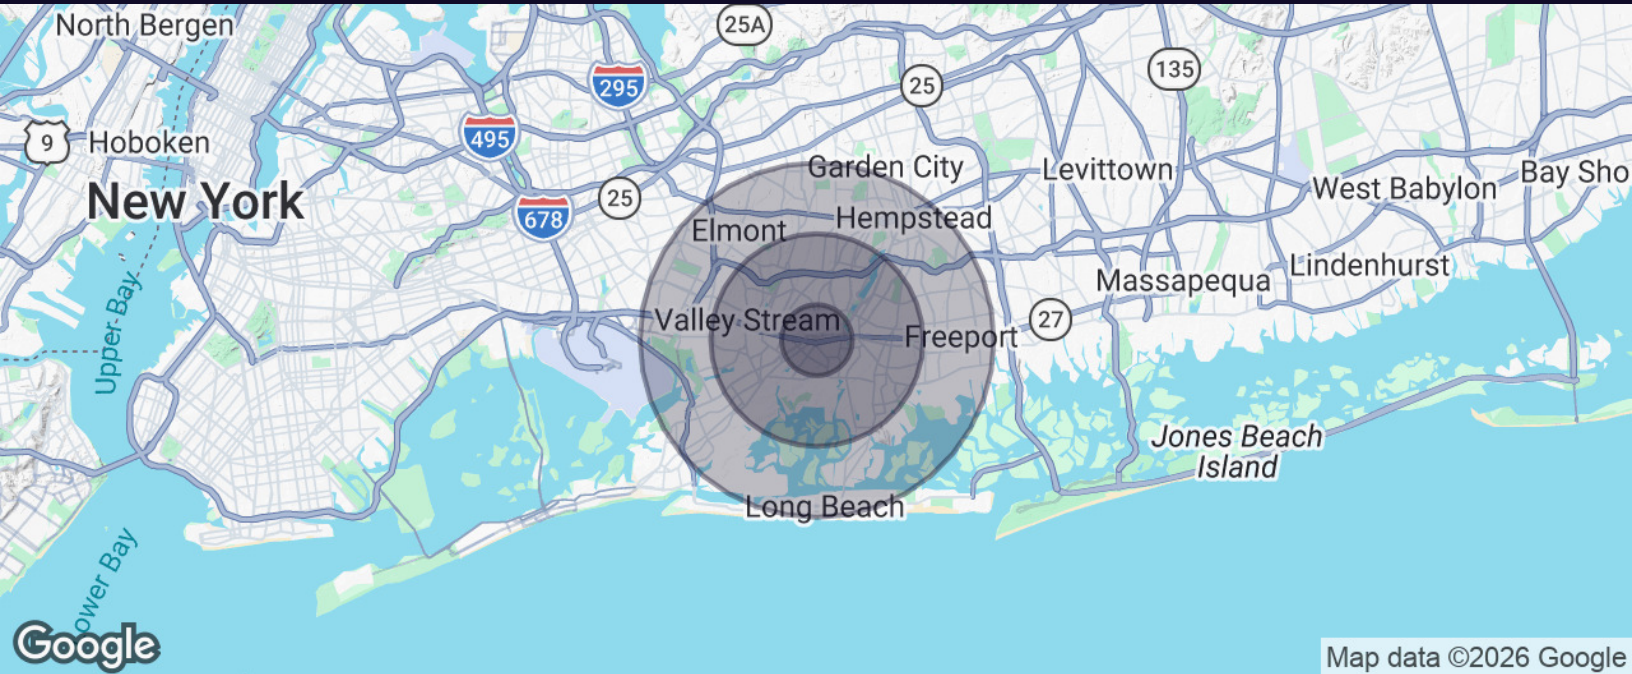 North Bergen
25A
295
25
135
495
9
Hoboken
Garden City
Levittown
Bay Sho
New York
25
678
Elmont
Hempstead
West Babylon
Massapequa
Lindenhurst
Upper Bay
Valley Stream
Freeport
27
Jones Beach
Island
Long Beach
ower Bay
Google
Map data ©2026 Google